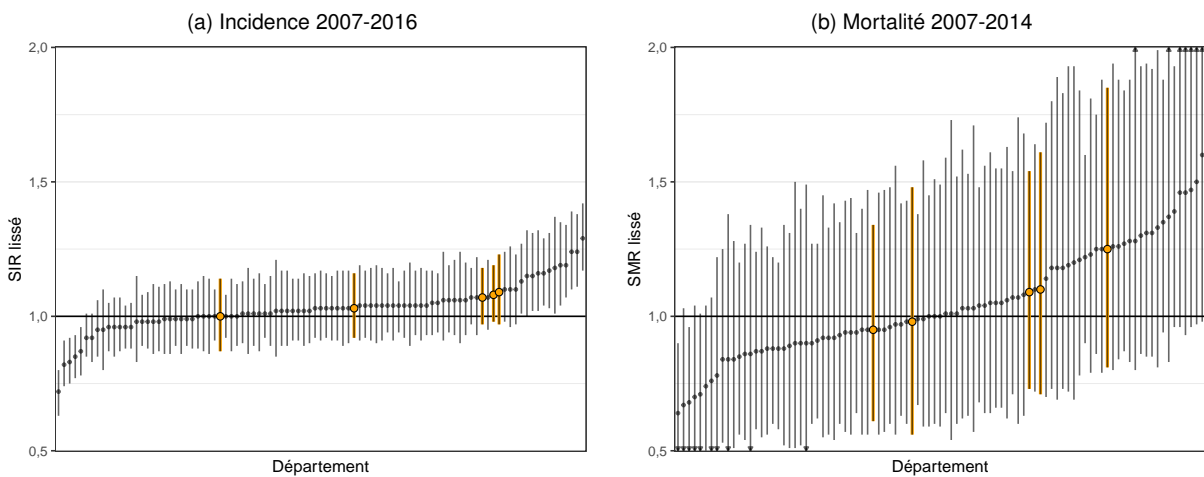 (a) Incidence 2007-2016
2,0
1,5
1,0
0,5
SIR lissé
Département
(b) Mortalité 2007-2014
2,0
1,5
1,0
0,5
SMR lissé
Département